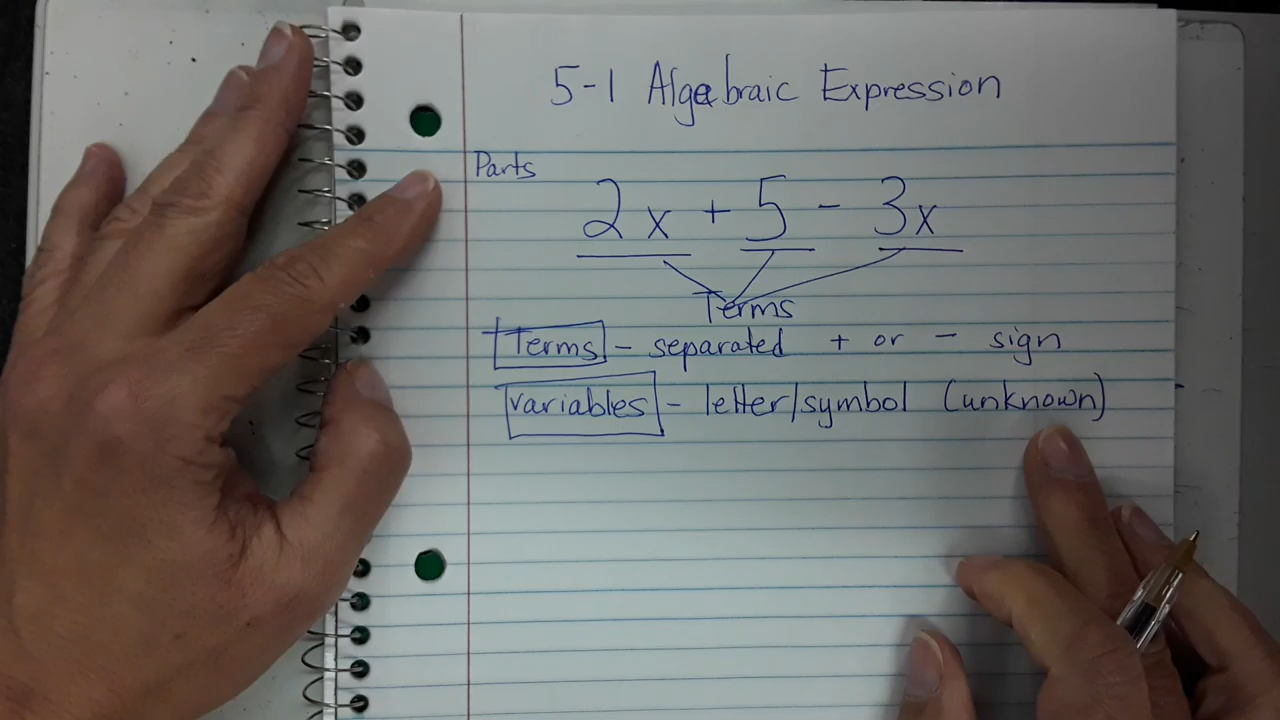 5-1 Algebraic Expression
Parts
2x + 5 - 3x
Terms
Terms - separated + or - sign
variables - letter/symbol (unknown)